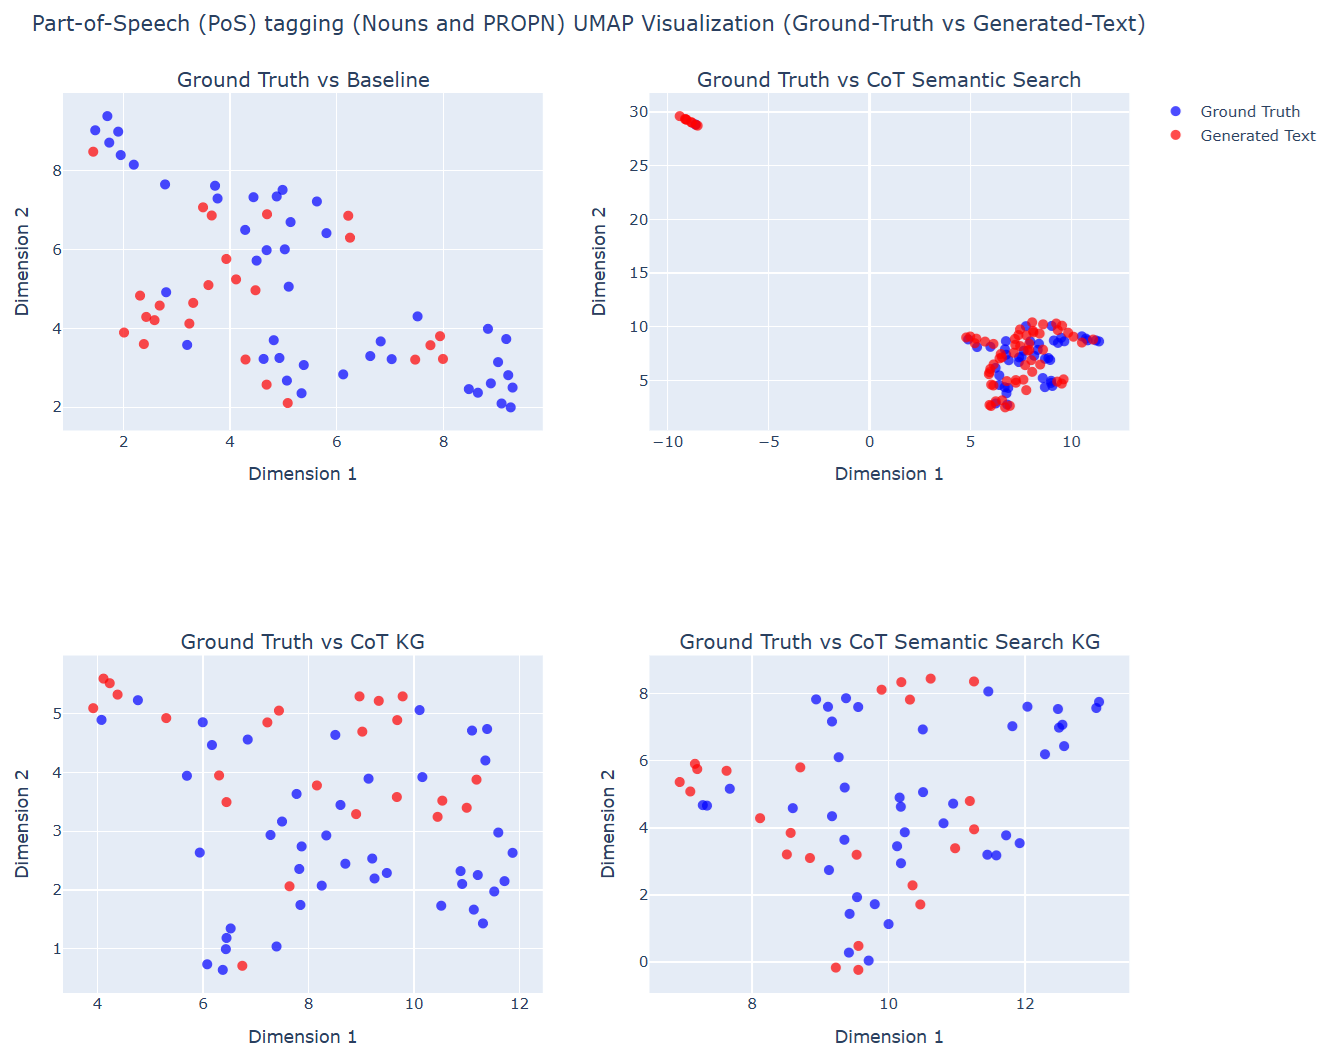 Part-of-Speech (PoS) tagging (Nouns and PROPN) UMAP Visualization (Ground-Truth vs Generated-Text)
Ground Truth vs Baseline
8
6
4
2
Dimension 2
2
4
6
8
Dimension 1
Ground Truth vs CoT Semantic Search
30
25
20
15
10
5
Dimension 2
−10
−5
0
5
10
Dimension 1
Ground Truth
Generated Text
Ground Truth vs CoT KG
5
4
3
2
1
Dimension 2
4
6
8
10
12
Dimension 1
Ground Truth vs CoT Semantic Search KG
8
6
4
2
0
Dimension 2
8
10
12
Dimension 1